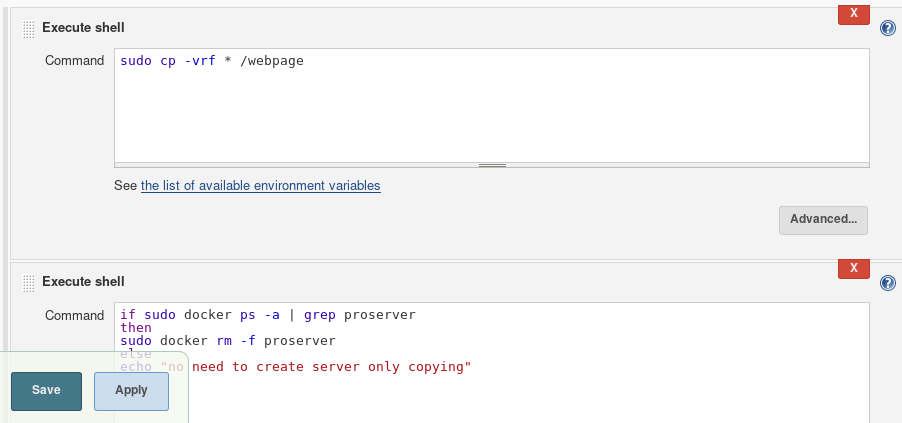 X
Execute shell
?
Command
sudo cp -vrf * /webpage
See the list of available environment variables
Advanced...
X
Execute shell
?
Command
if sudo docker ps -a | grep proserver
then
sudo docker rm -f proserver
else
echo "no need to create server only copying"
Save
Apply